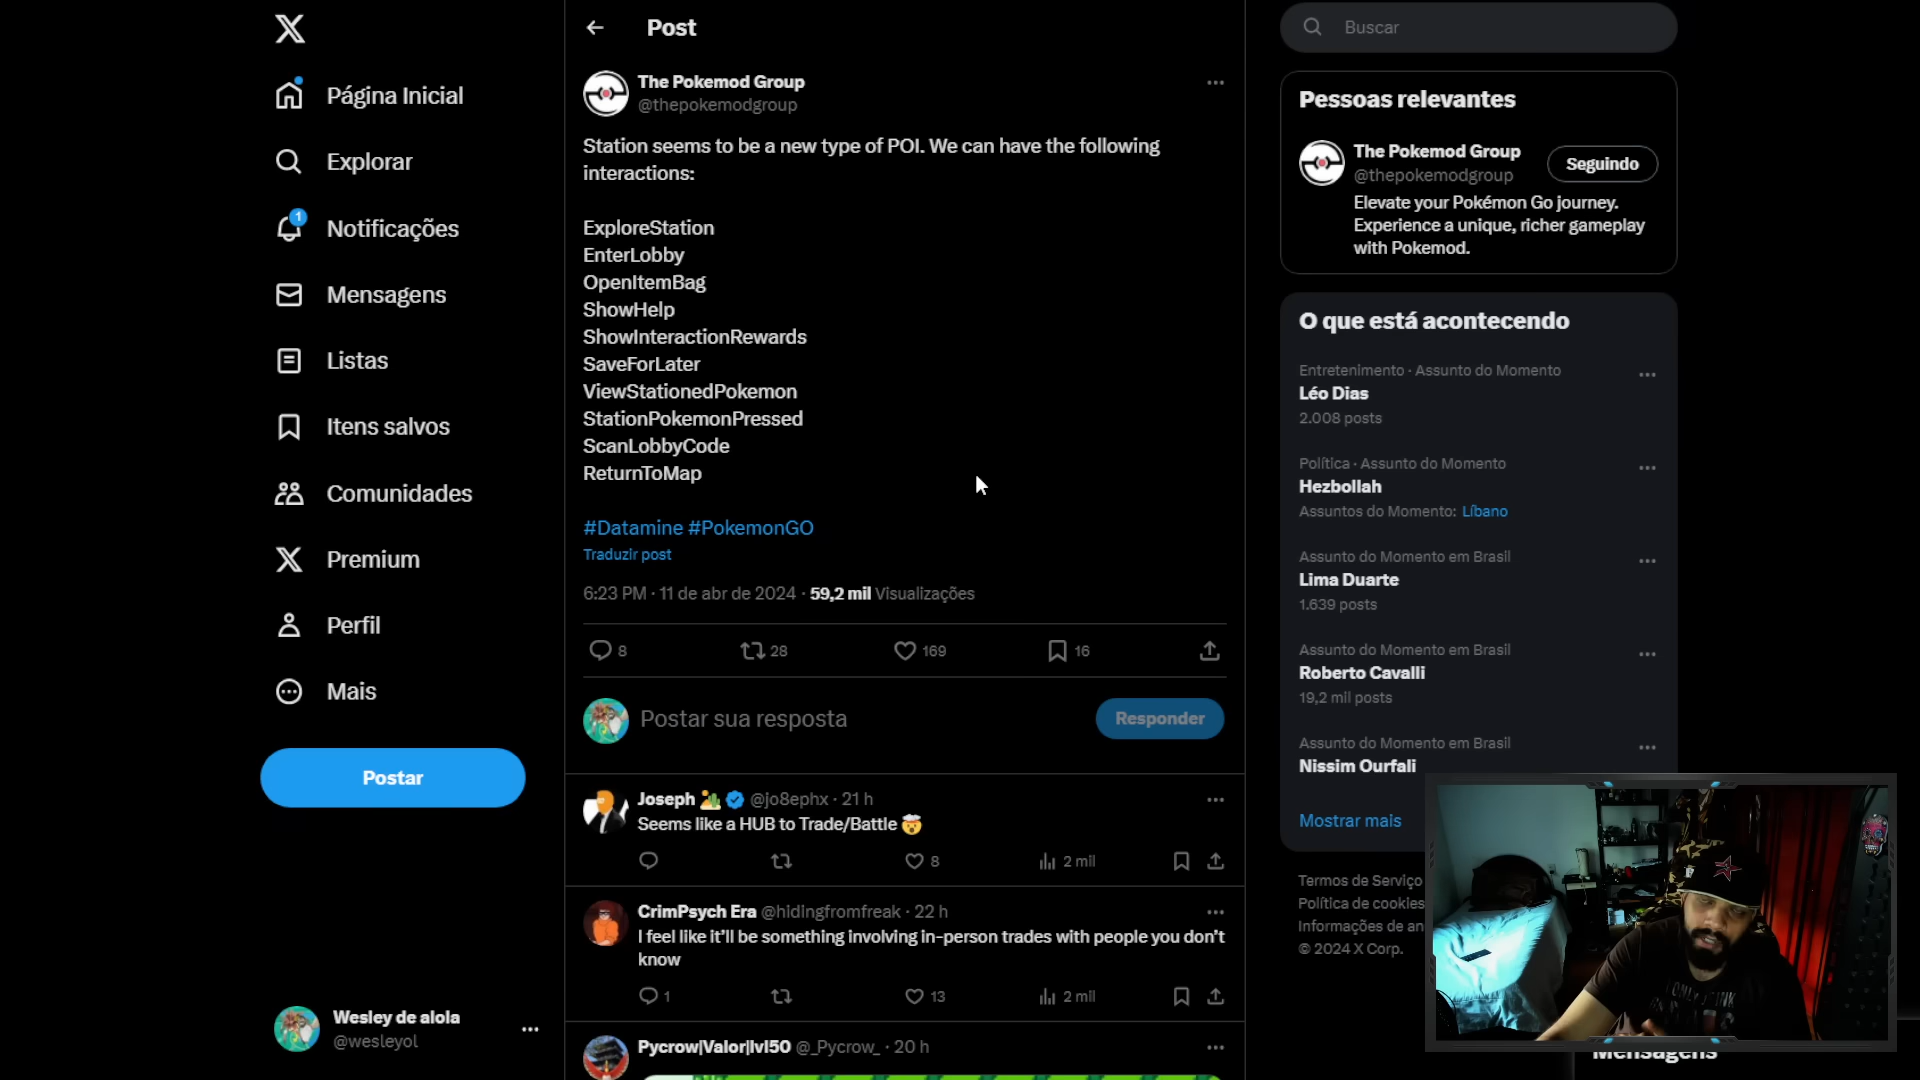 Página Inicial
Explorar
1
Notificações
Mensagens
Listas
Itens salvos
Comunidades
Premium
Perfil
Mais
Postar
Wesley de alola
@wesleyol
Post
The Pokemod Group
@thepokemodgroup
Station seems to be a new type of POI. We can have the following
interactions:
ExploreStation
EnterLobby
OpenItemBag
ShowHelp
ShowInteractionRewards
SaveForLater
ViewStationedPokemon
StationPokemonPressed
ScanLobbyCode
ReturnToMap
#Datamine #PokemonGO
Traduzir post
6:23 PM · 11 de abr de 2024 · 59,2 mil Visualizações
8 28 169 16
Postar sua resposta
Responder
Joseph @jo8ephx · 21 h
Seems like a HUB to Trade/Battle 🤯
8 2 mil
CrimPsych Era @hidingfromfreak · 22 h
I feel like it'll be something involving in-person trades with people you don't
know
1 13 2 mil
Pycrow|Valor|lvl50 @_Pycrow_ · 20 h
Buscar
Pessoas relevantes
The Pokemod Group
@thepokemodgroup
Seguindo
Elevate your Pokémon Go journey.
Experience a unique, richer gameplay
with Pokemod.
O que está acontecendo
Entretenimento · Assunto do Momento
Léo Dias
2.008 posts
Política · Assunto do Momento
Hezbollah
Assuntos do Momento: Líbano
Assunto do Momento em Brasil
Lima Duarte
1.639 posts
Assunto do Momento em Brasil
Roberto Cavalli
19,2 mil posts
Assunto do Momento em Brasil
Nissim Ourfali
Mostrar mais
Termos de Serviço
Política de cookies
Informações de an
© 2024 X Corp.
Mensagens